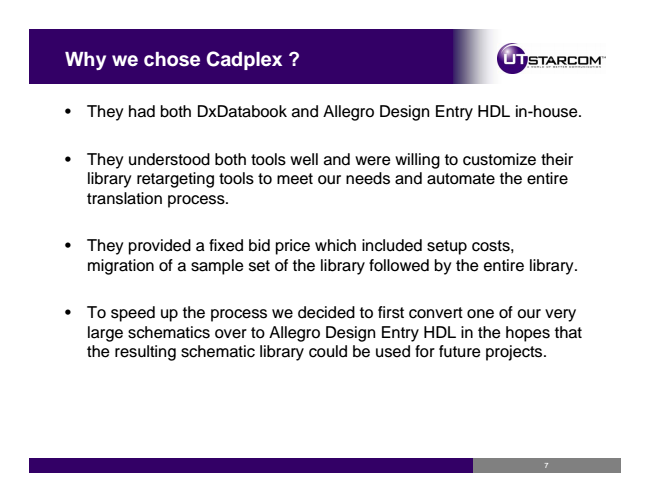 Why we chose Cadplex ?
UTSTARCOM™
• They had both DxDatabook and Allegro Design Entry HDL in-house.
• They understood both tools well and were willing to customize their
library retargeting tools to meet our needs and automate the entire
translation process.
• They provided a fixed bid price which included setup costs,
migration of a sample set of the library followed by the entire library.
• To speed up the process we decided to first convert one of our very
large schematics over to Allegro Design Entry HDL in the hopes that
the resulting schematic library could be used for future projects.
7